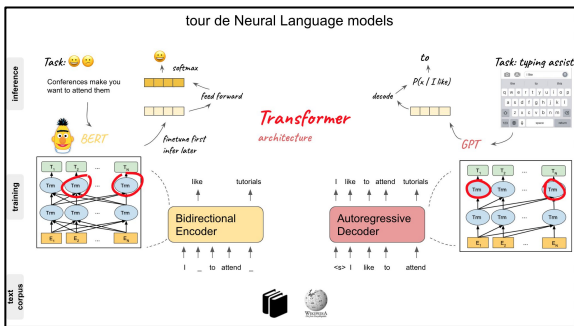 tour de Neural Language models
inference
Task:
Conferences make you
want to attend them
BERT
softmax
feed forward
finetune first
infer later
Transformer
architecture
to
P(x | I like)
decode
GPT
Task: typing assist
training
T1 T2 ... TN
Trm Trm ... Trm
Trm Trm ... Trm
E1 E2 ... EN
like tutorials
Bidirectional
Encoder
I _ to attend _
I like to attend tutorials
Autoregressive
Decoder
<s> I like to attend
T1 T2 ... TN
Trm Trm ... Trm
Trm Trm ... Trm
E1 E2 ... EN
text
corpus
WIKIPEDIA